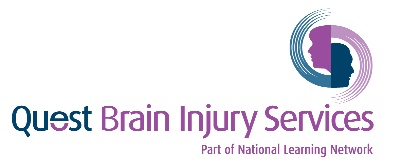 Quest Brain Injury Services
Part of National Learning Network